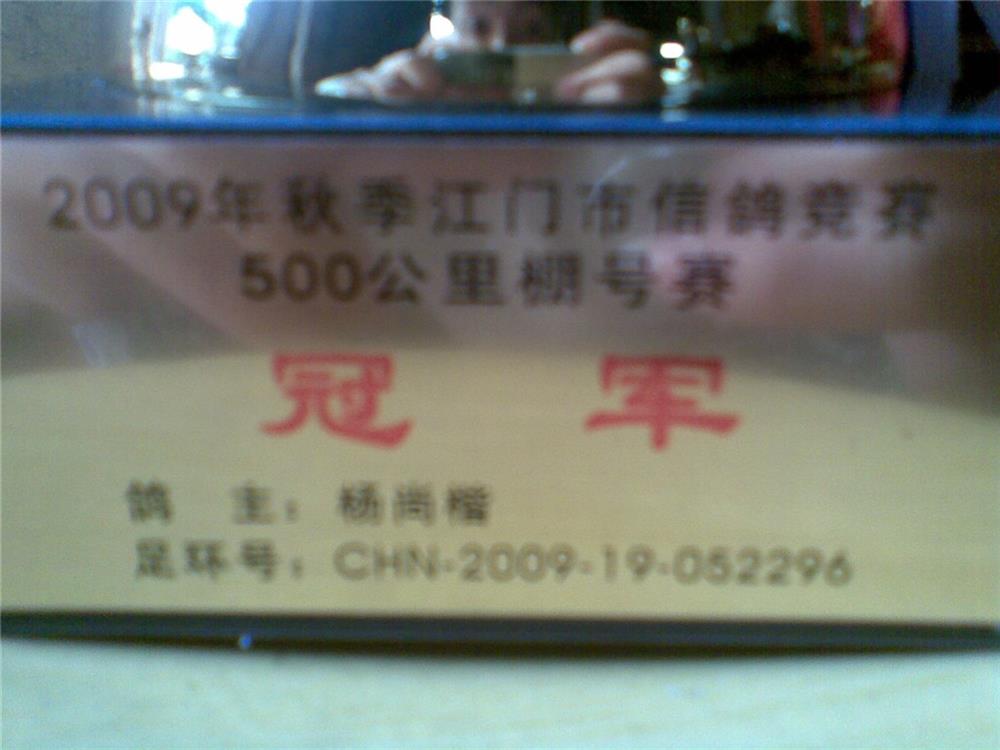 2009年秋季江门市信鸽竞赛
500公里棚号赛
冠 军
鸽 主：杨尚楷
足环号：CHN-2009-19-052296